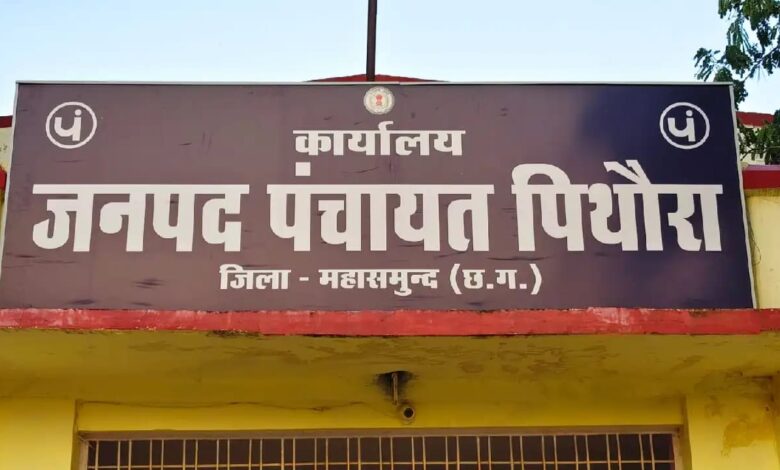 पं
पं
कार्यालय
जनपद पंचायत पिथौरा
जिला - महासमुन्द (छ.ग.)